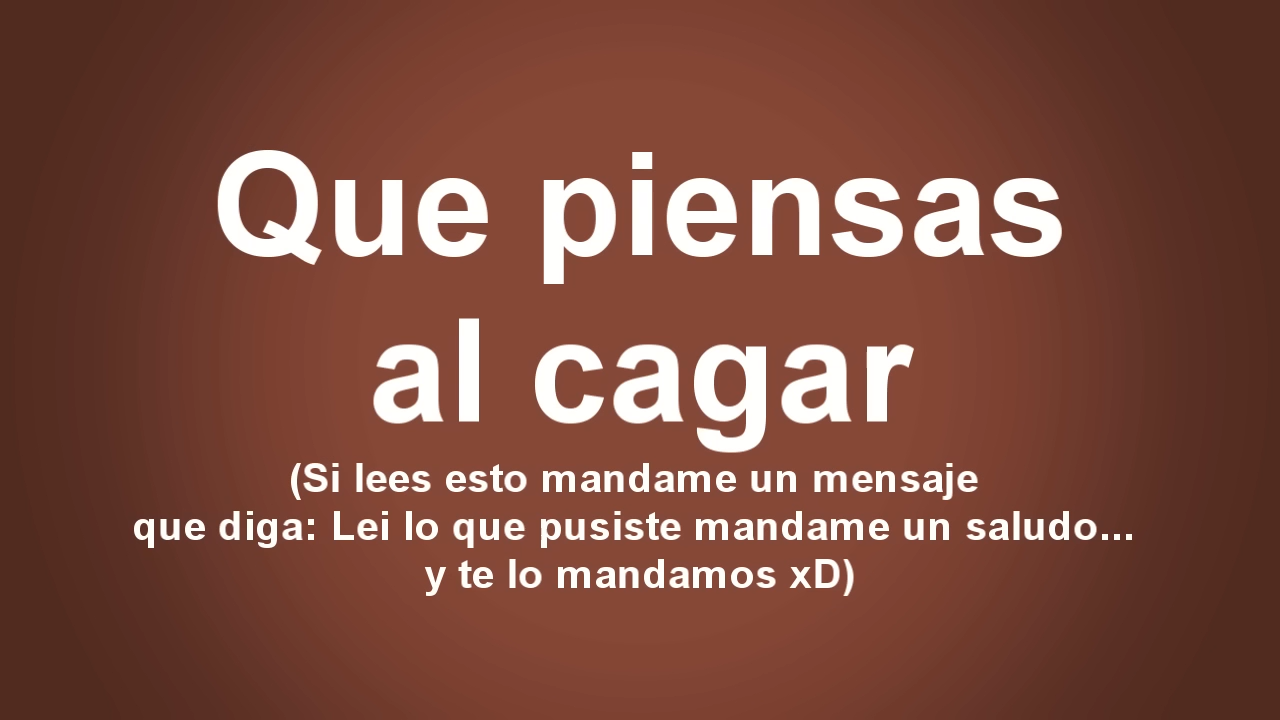 Que piensas
al cagar
(Si lees esto mandame un mensaje
que diga: Lei lo que pusiste mandame un saludo...
y te lo mandamos xD)